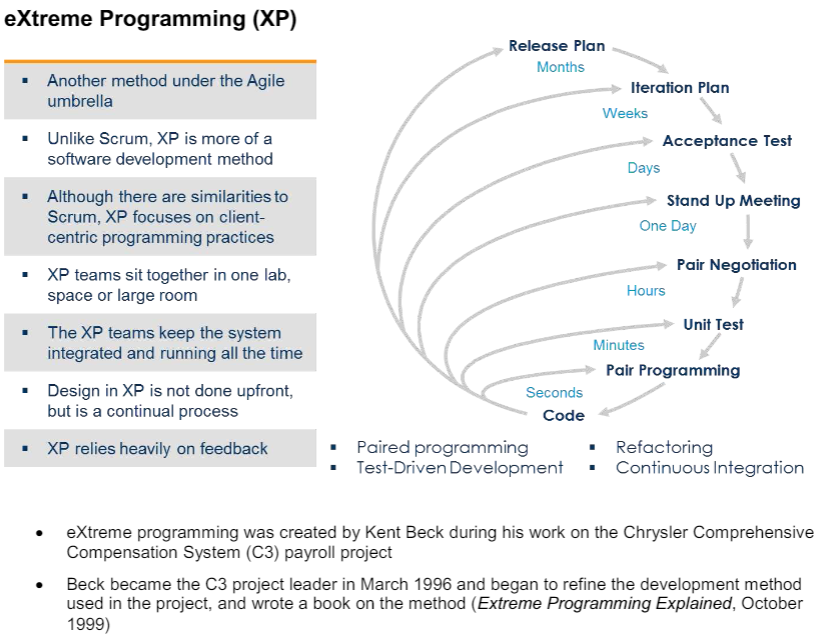 eXtreme Programming (XP)
▪ Another method under the Agile
umbrella
▪ Unlike Scrum, XP is more of a
software development method
▪ Although there are similarities to
Scrum, XP focuses on client-
centric programming practices
▪ XP teams sit together in one lab,
space or large room
▪ The XP teams keep the system
integrated and running all the time
▪ Design in XP is not done upfront,
but is a continual process
▪ XP relies heavily on feedback
Release Plan
Months
Iteration Plan
Weeks
Acceptance Test
Days
Stand Up Meeting
One Day
Pair Negotiation
Hours
Unit Test
Minutes
Pair Programming
Seconds
Code
▪ Paired programming
▪ Test-Driven Development
▪ Refactoring
▪ Continuous Integration
• eXtreme programming was created by Kent Beck during his work on the Chrysler Comprehensive
Compensation System (C3) payroll project
• Beck became the C3 project leader in March 1996 and began to refine the development method
used in the project, and wrote a book on the method (Extreme Programming Explained, October
1999)